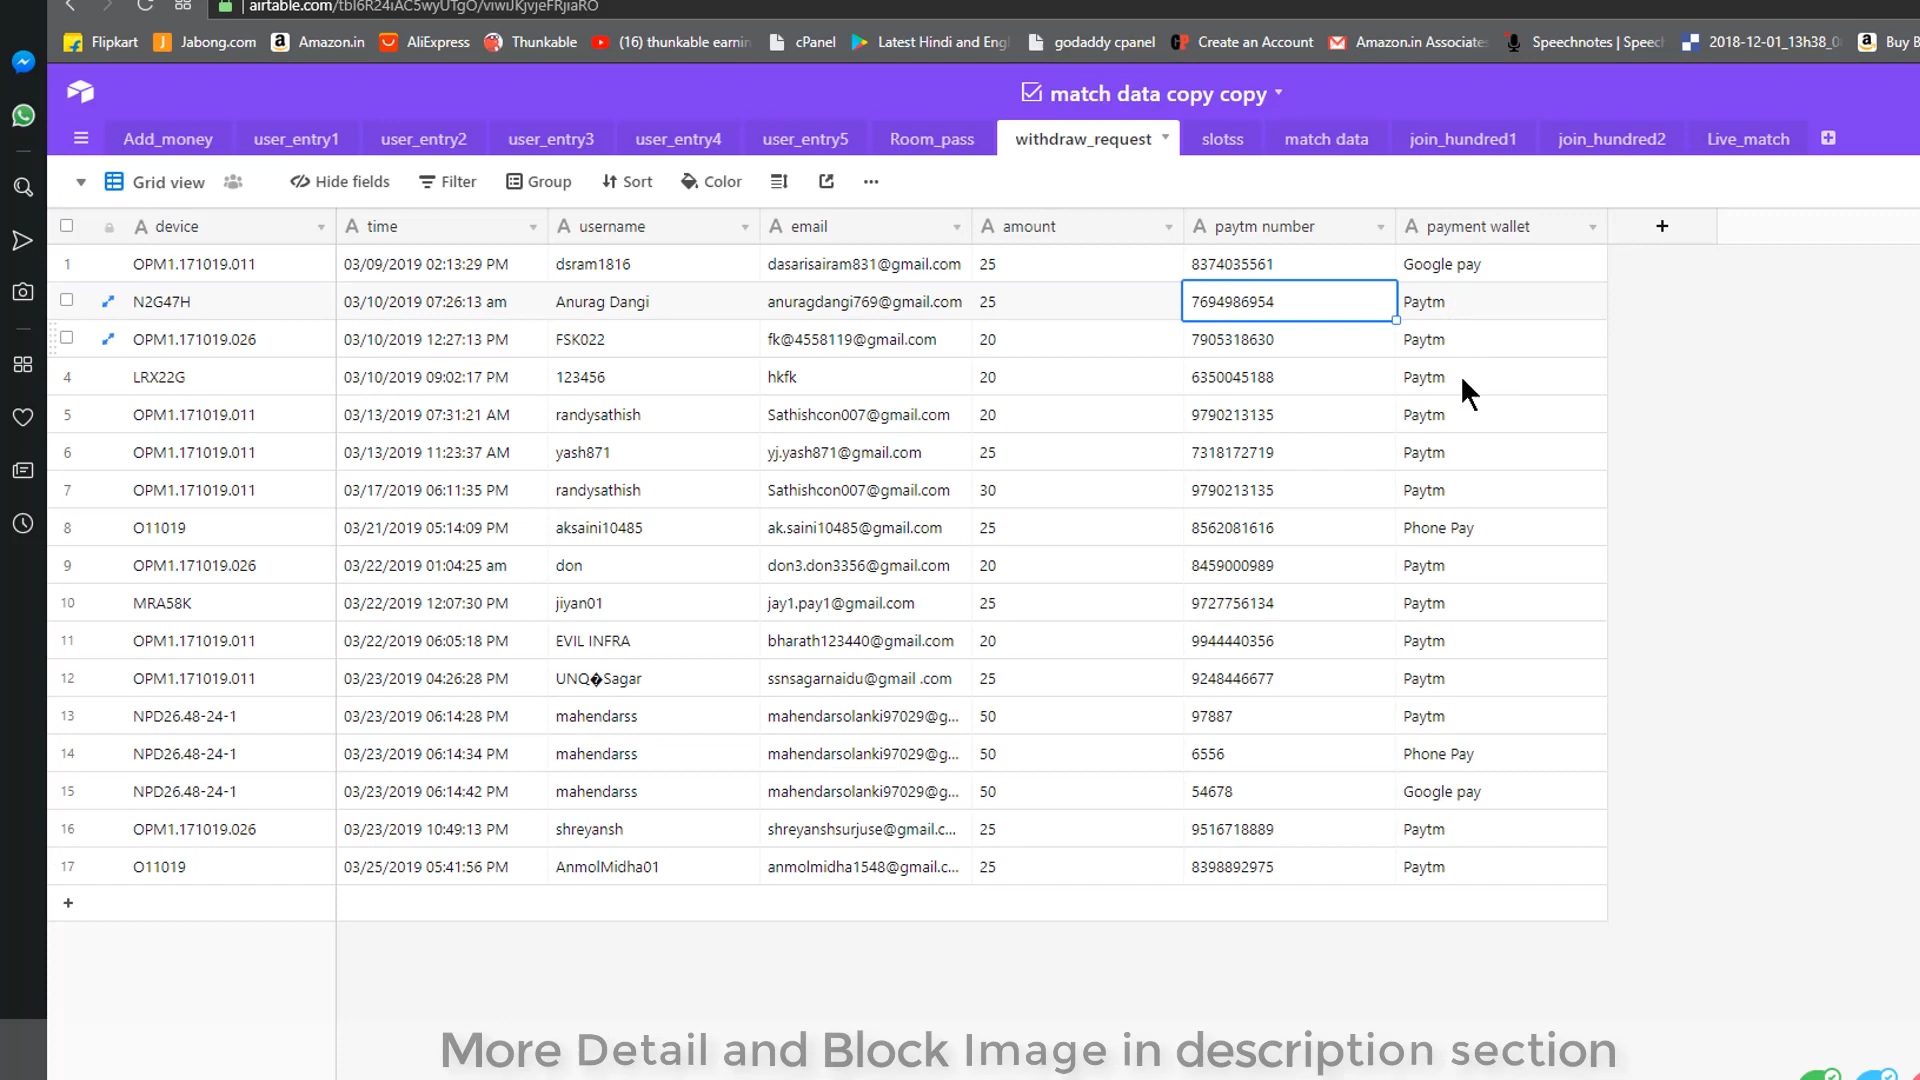 airtable.com/tblI6R24iAC5wyUTgO/viwiJKjvjeFRjiaRO
Flipkart Jabong.com Amazon.in AliExpress Thunkable (16) thunkable earnin cPanel Latest Hindi and Engl godaddy cpanel Create an Account Amazon.in Associates Speechnotes | Speec 2018-12-01_13h38_0 Buy B
match data copy copy
Add_money user_entry1 user_entry2 user_entry3 user_entry4 user_entry5 Room_pass withdraw_request slotss match data join_hundred1 join_hundred2 Live_match
Grid view Hide fields Filter Group Sort Color
device time username email amount paytm number payment wallet
1 OPM1.171019.011 03/09/2019 02:13:29 PM dsram1816 dasarisairam831@gmail.com 25 8374035561 Google pay
N2G47H 03/10/2019 07:26:13 am Anurag Dangi anuragdangi769@gmail.com 25 7694986954 Paytm
OPM1.171019.026 03/10/2019 12:27:13 PM FSK022 fk@4558119@gmail.com 20 7905318630 Paytm
4 LRX22G 03/10/2019 09:02:17 PM 123456 hkfk 20 6350045188 Paytm
5 OPM1.171019.011 03/13/2019 07:31:21 AM randysathish Sathishcon007@gmail.com 20 9790213135 Paytm
6 OPM1.171019.011 03/13/2019 11:23:37 AM yash871 yj.yash871@gmail.com 25 7318172719 Paytm
7 OPM1.171019.011 03/17/2019 06:11:35 PM randysathish Sathishcon007@gmail.com 30 9790213135 Paytm
8 O11019 03/21/2019 05:14:09 PM aksaini10485 ak.saini10485@gmail.com 25 8562081616 Phone Pay
9 OPM1.171019.026 03/22/2019 01:04:25 am don don3.don3356@gmail.com 20 8459000989 Paytm
10 MRA58K 03/22/2019 12:07:30 PM jiyan01 jay1.pay1@gmail.com 25 9727756134 Paytm
11 OPM1.171019.011 03/22/2019 06:05:18 PM EVIL INFRA bharath123440@gmail.com 20 9944440356 Paytm
12 OPM1.171019.011 03/23/2019 04:26:28 PM UNQ�Sagar ssnsagarnaidu@gmail .com 25 9248446677 Paytm
13 NPD26.48-24-1 03/23/2019 06:14:28 PM mahendarss mahendarsolanki97029@g... 50 97887 Paytm
14 NPD26.48-24-1 03/23/2019 06:14:34 PM mahendarss mahendarsolanki97029@g... 50 6556 Phone Pay
15 NPD26.48-24-1 03/23/2019 06:14:42 PM mahendarss mahendarsolanki97029@g... 50 54678 Google pay
16 OPM1.171019.026 03/23/2019 10:49:13 PM shreyansh shreyanshsurjuse@gmail.c... 25 9516718889 Paytm
17 O11019 03/25/2019 05:41:56 PM AnmolMidha01 anmolmidha1548@gmail.c... 25 8398892975 Paytm
More Detail and Block Image in description section